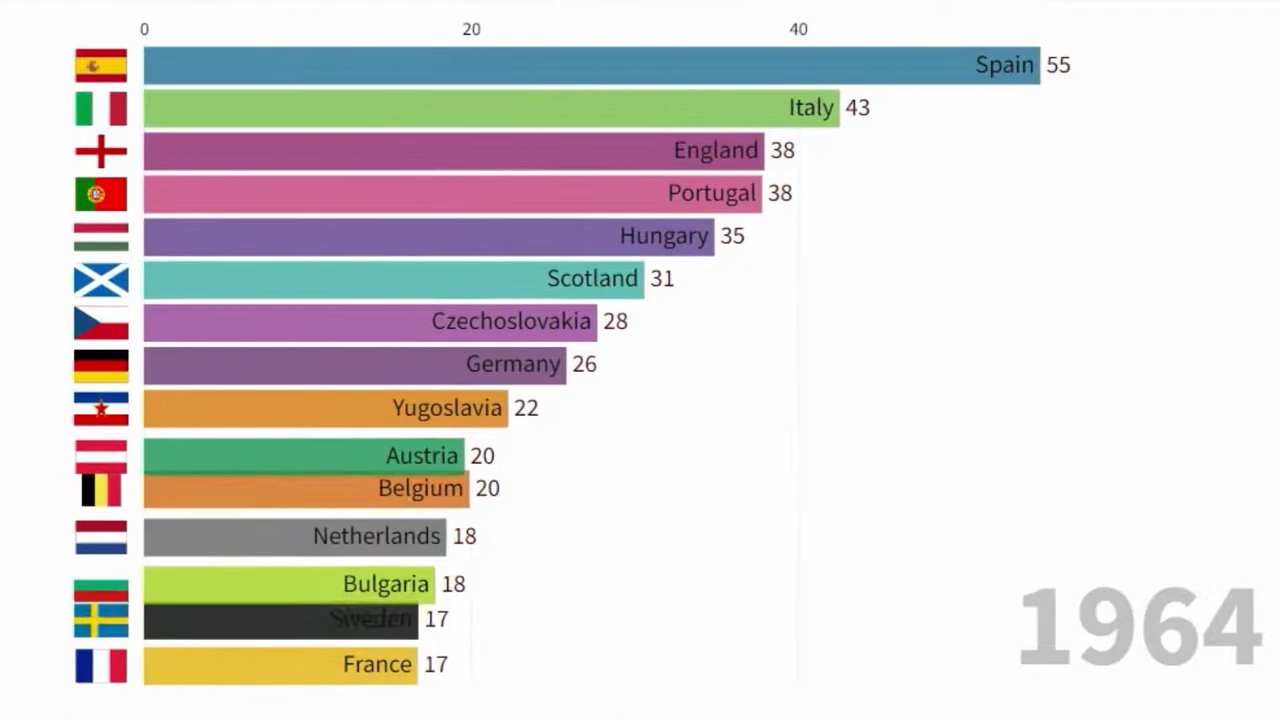 0 20 40
Spain 55
Italy 43
England 38
Portugal 38
Hungary 35
Scotland 31
Czechoslovakia 28
Germany 26
Yugoslavia 22
Austria 20
Belgium 20
Netherlands 18
Bulgaria 18
Sweden 17
France 17
1964